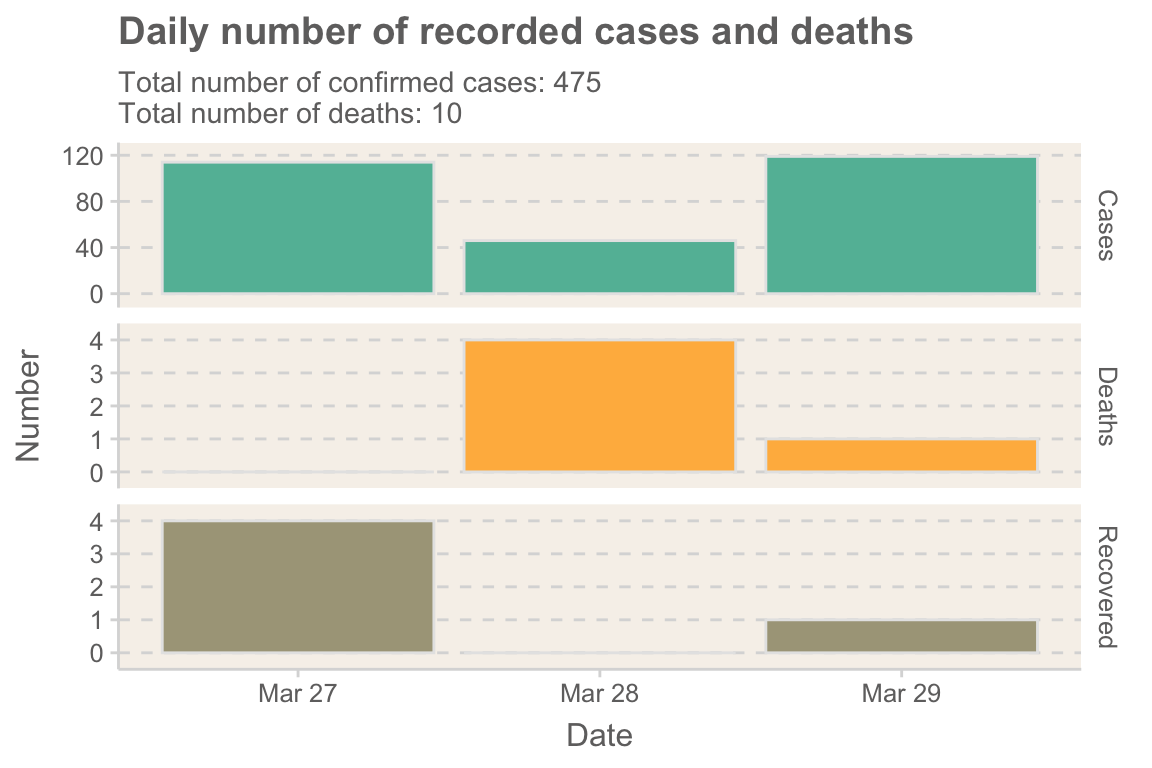 Daily number of recorded cases and deaths
Total number of confirmed cases: 475
Total number of deaths: 10
120
80
40
0
Cases
4
3
2
1
0
Deaths
4
3
2
1
0
Recovered
Number
Mar 27
Mar 28
Mar 29
Date